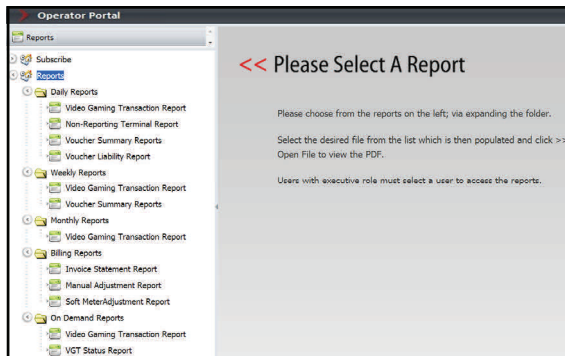 Operator Portal
Reports
Subscribe
Reports
Daily Reports
Video Gaming Transaction Report
Non-Reporting Terminal Report
Voucher Summary Reports
Voucher Liability Report
Weekly Reports
Video Gaming Transaction Report
Voucher Summary Reports
Monthly Reports
Video Gaming Transaction Report
Billing Reports
Invoice Statement Report
Manual Adjustment Report
Soft MeterAdjustment Report
On Demand Reports
Video Gaming Transaction Report
VGT Status Report
<< Please Select A Report
Please choose from the reports on the left; via expanding the folder.
Select the desired file from the list which is then populated and click >>
Open File to view the PDF.
Users with executive role must select a user to access the reports.